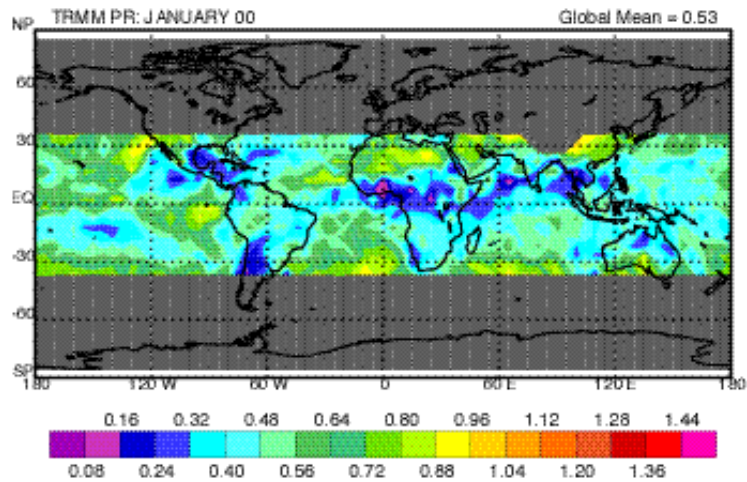 TRMM PR: JANUARY 00 Global Mean = 0.53
NP
60
30
EQ
-30
-60
SP
180 120 W 60 W 0 60 E 120 E 180
0.16 0.32 0.48 0.64 0.80 0.96 1.12 1.28 1.44
0.08 0.24 0.40 0.56 0.72 0.88 1.04 1.20 1.36